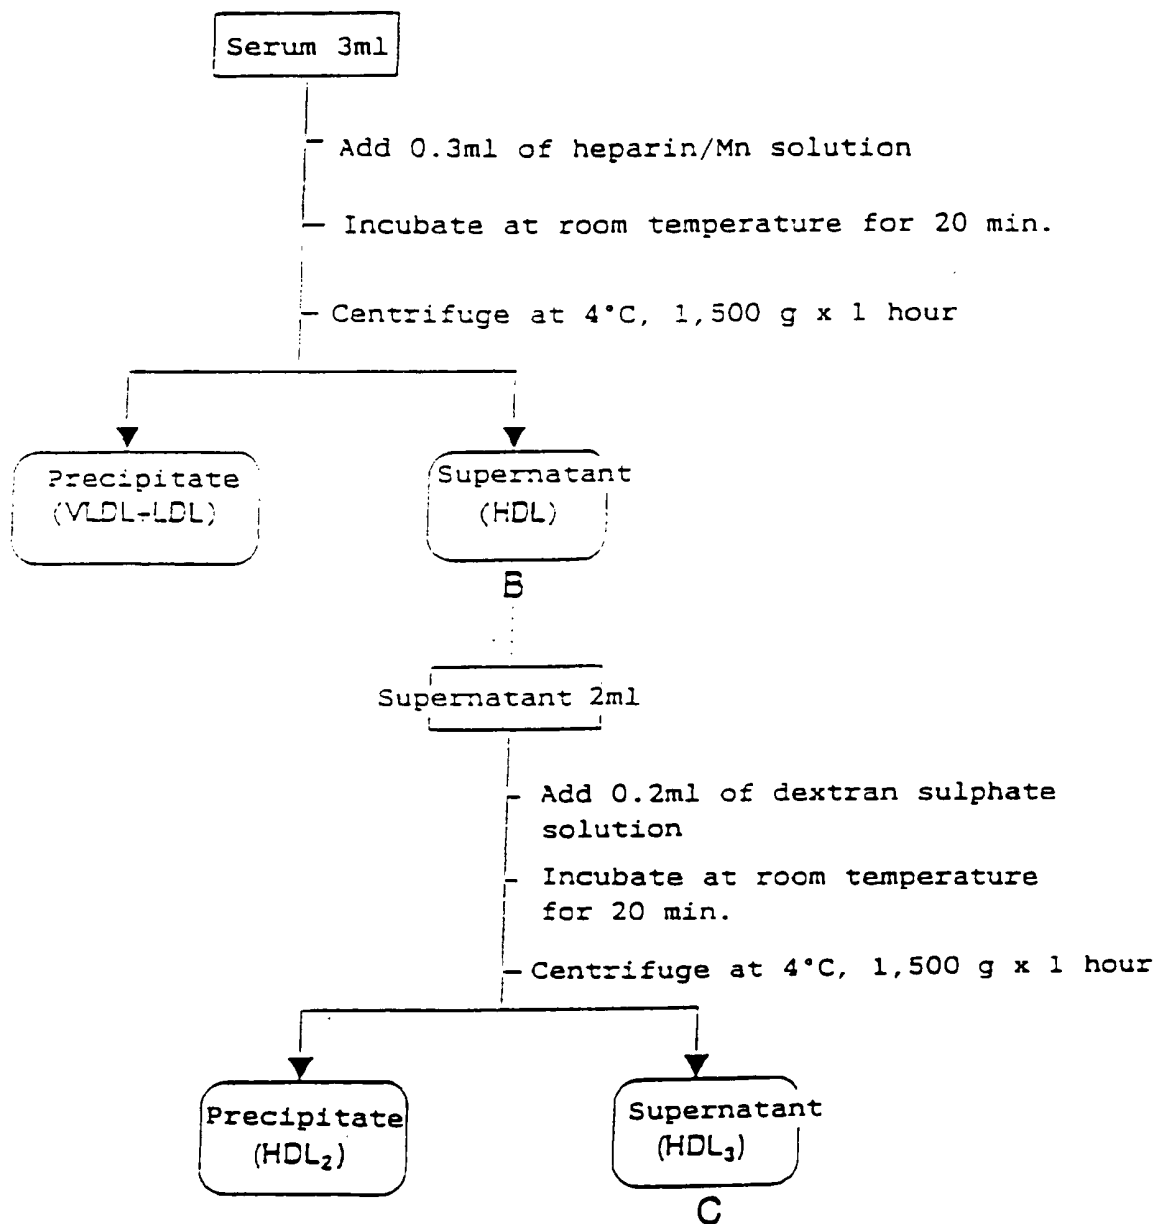 Serum 3ml
Add 0.3ml of heparin/Mn solution
Incubate at room temperature for 20 min.
Centrifuge at 4°C, 1,500 g x 1 hour
Precipitate
(VLDL-LDL)
Supernatant
(HDL)
B
Supernatant 2ml
Add 0.2ml of dextran sulphate
solution
Incubate at room temperature
for 20 min.
Centrifuge at 4°C, 1,500 g x 1 hour
Precipitate
(HDL₂)
Supernatant
(HDL₃)
C